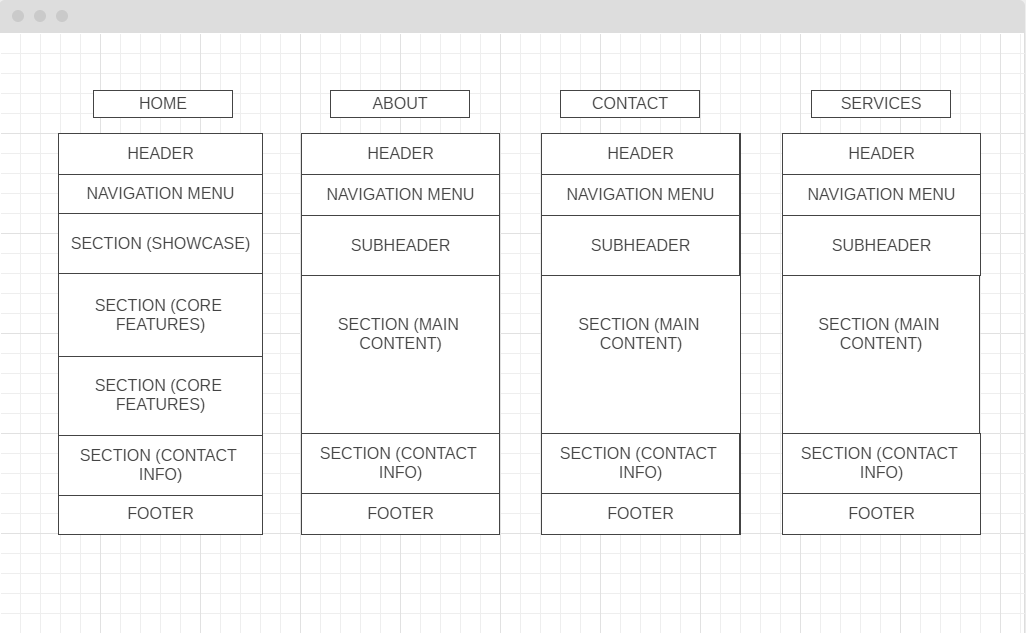 HOME
HEADER
NAVIGATION MENU
SECTION (SHOWCASE)
SECTION (CORE
FEATURES)
SECTION (CORE
FEATURES)
SECTION (CONTACT
INFO)
FOOTER
ABOUT
HEADER
NAVIGATION MENU
SUBHEADER
SECTION (MAIN
CONTENT)
SECTION (CONTACT
INFO)
FOOTER
CONTACT
HEADER
NAVIGATION MENU
SUBHEADER
SECTION (MAIN
CONTENT)
SECTION (CONTACT
INFO)
FOOTER
SERVICES
HEADER
NAVIGATION MENU
SUBHEADER
SECTION (MAIN
CONTENT)
SECTION (CONTACT
INFO)
FOOTER